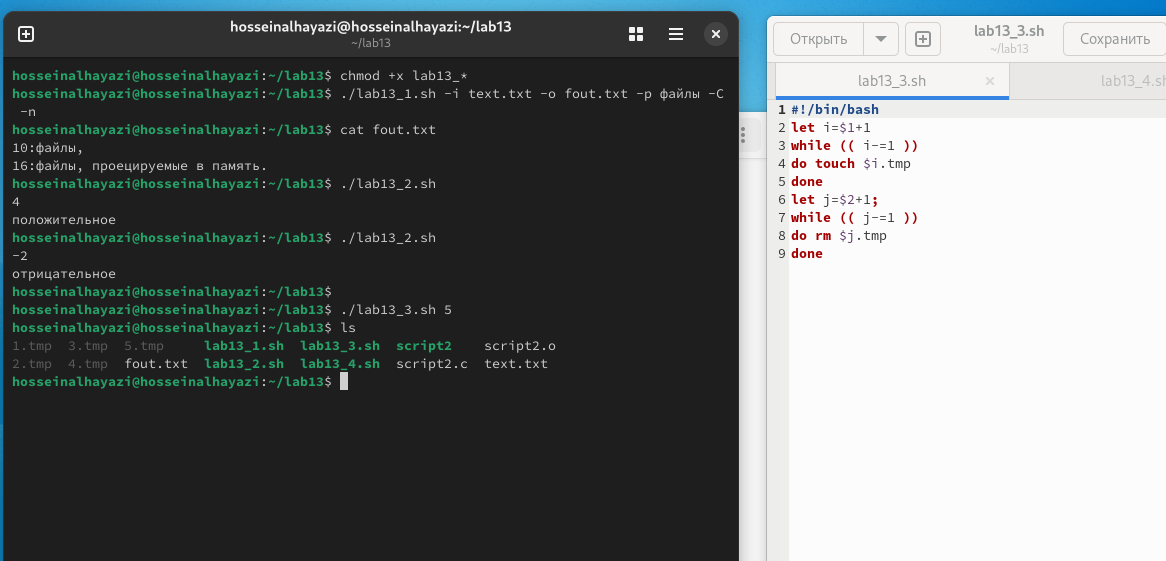 hosseinalhayazi@hosseinalhayazi:~/lab13
~/lab13
hosseinalhayazi@hosseinalhayazi:~/lab13$ chmod +x lab13_*
hosseinalhayazi@hosseinalhayazi:~/lab13$ ./lab13_1.sh -i text.txt -o fout.txt -p файлы -C
-n
hosseinalhayazi@hosseinalhayazi:~/lab13$ cat fout.txt
10:файлы,
16:файлы, проецируемые в память.
hosseinalhayazi@hosseinalhayazi:~/lab13$ ./lab13_2.sh
4
положительное
hosseinalhayazi@hosseinalhayazi:~/lab13$ ./lab13_2.sh
-2
отрицательное
hosseinalhayazi@hosseinalhayazi:~/lab13$
hosseinalhayazi@hosseinalhayazi:~/lab13$ ./lab13_3.sh 5
hosseinalhayazi@hosseinalhayazi:~/lab13$ ls
1.tmp 3.tmp 5.tmp lab13_1.sh lab13_3.sh script2 script2.o
2.tmp 4.tmp fout.txt lab13_2.sh lab13_4.sh script2.c text.txt
hosseinalhayazi@hosseinalhayazi:~/lab13$
Открыть
lab13_3.sh
~/lab13
Сохранить
lab13_3.sh
lab13_4.sh
1 #!/bin/bash
2 let i=$1+1
3 while (( i-=1 ))
4 do touch $i.tmp
5 done
6 let j=$2+1;
7 while (( j-=1 ))
8 do rm $j.tmp
9 done